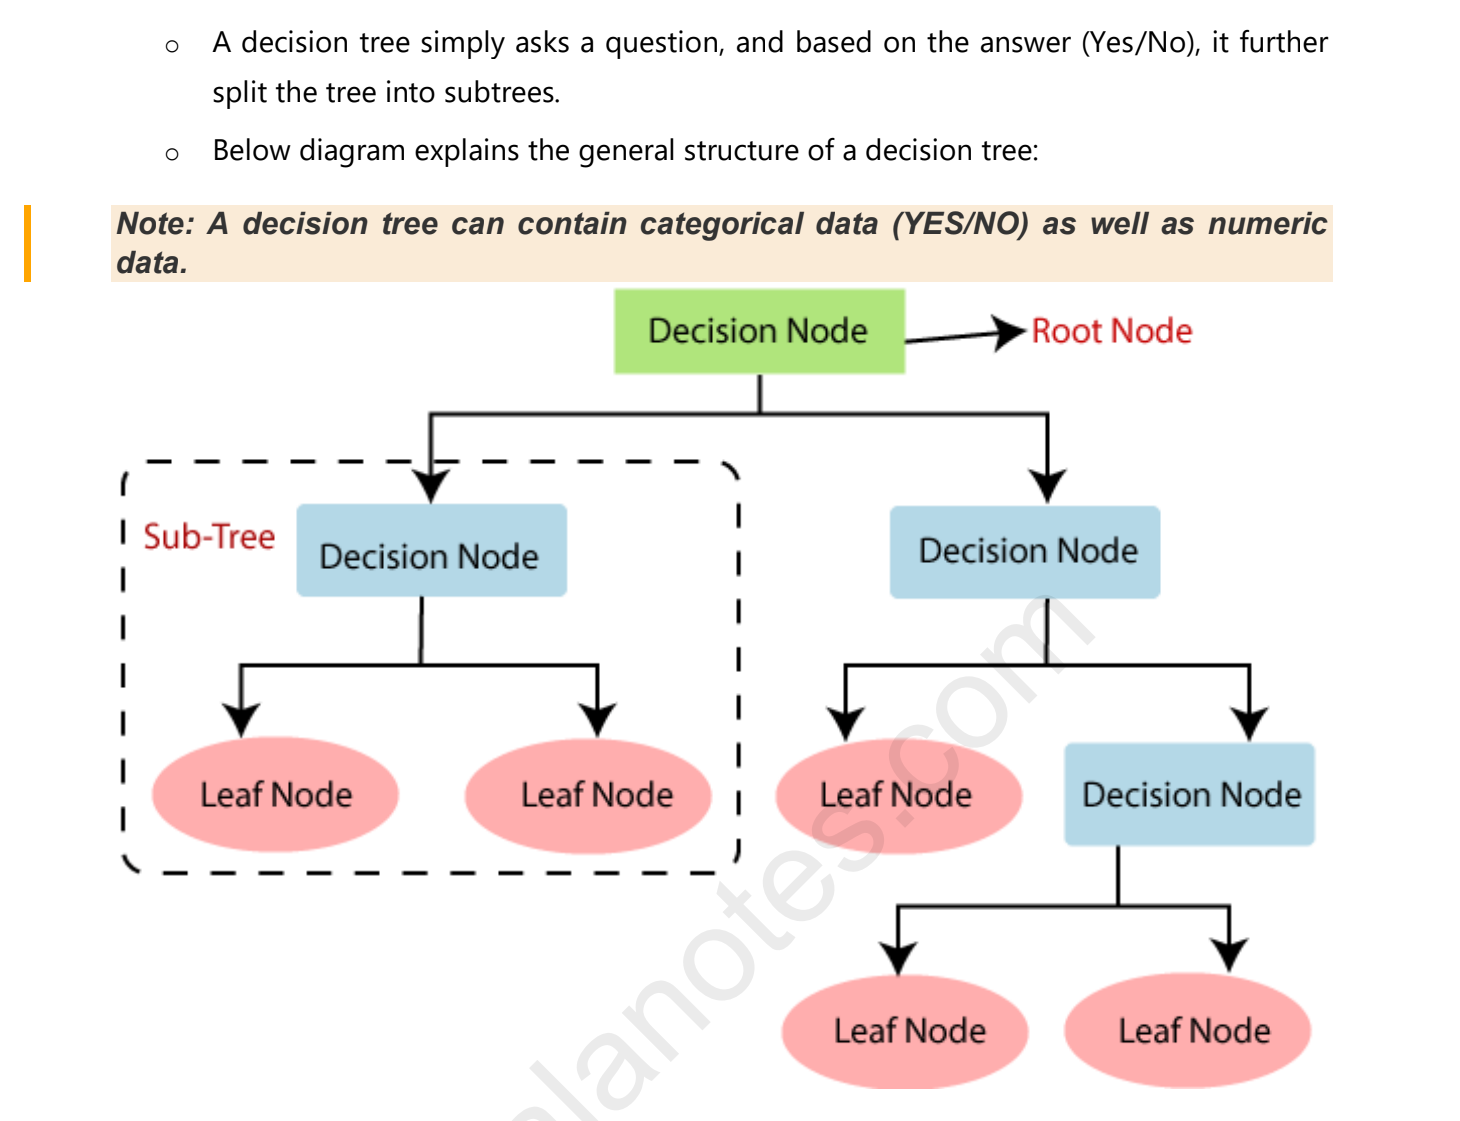 o A decision tree simply asks a question, and based on the answer (Yes/No), it further
split the tree into subtrees.
o Below diagram explains the general structure of a decision tree:
Note: A decision tree can contain categorical data (YES/NO) as well as numeric
data.
Decision Node
Root Node
Sub-Tree
Decision Node
Decision Node
Leaf Node
Leaf Node
Leaf Node
Decision Node
Leaf Node
Leaf Node
lanotes.com